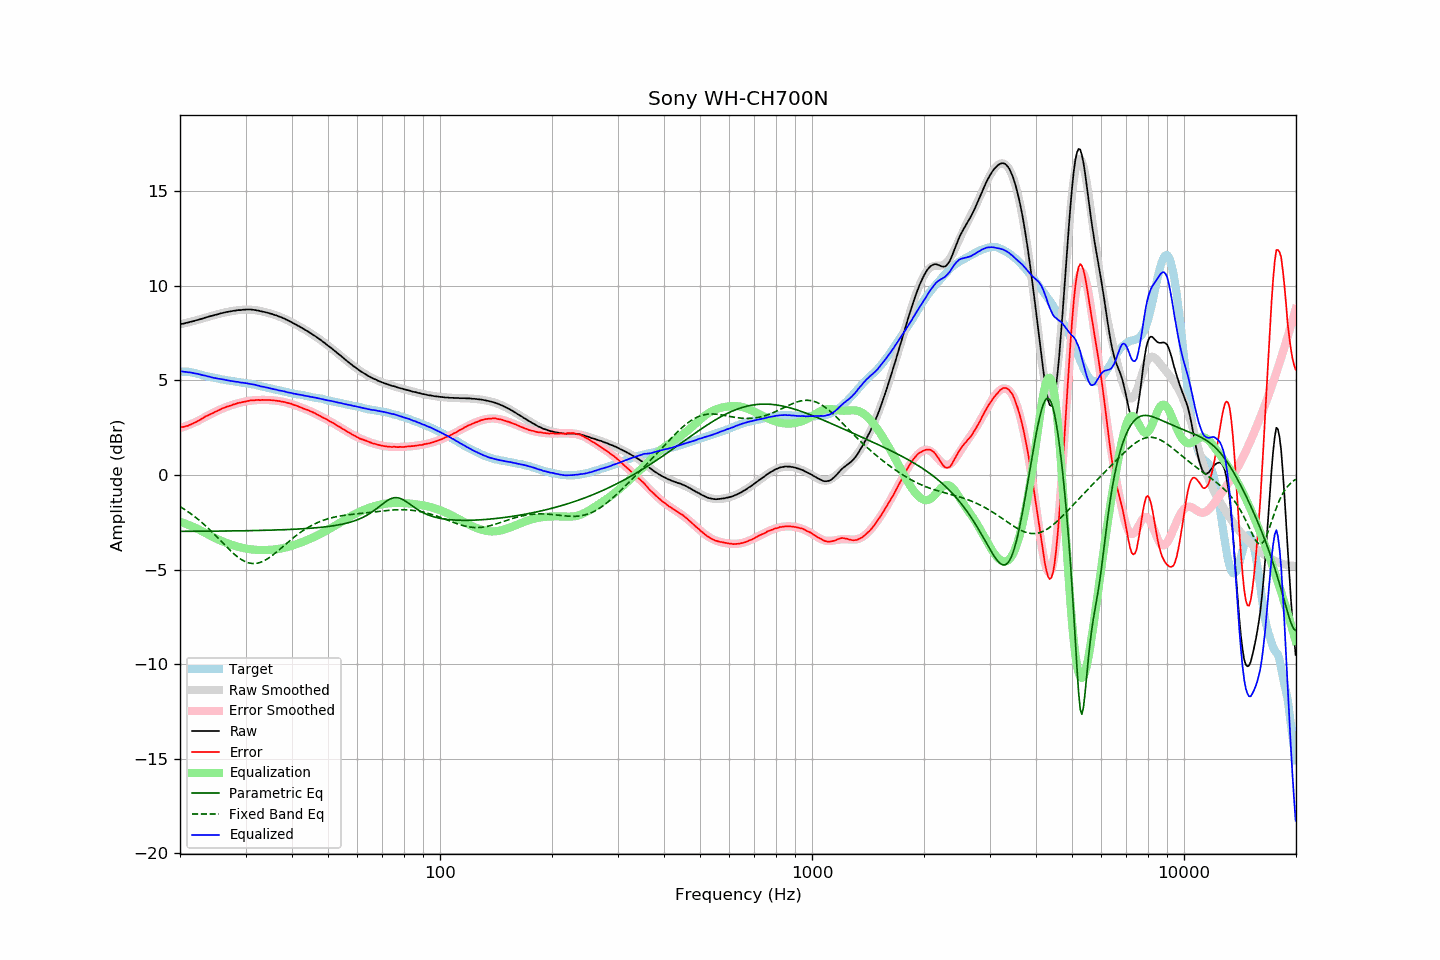 Sony WH-CH700N
Amplitude (dBr)
15
10
5
0
−5
−10
−15
−20
Target
Raw Smoothed
Error Smoothed
Raw
Error
Equalization
Parametric Eq
Fixed Band Eq
Equalized
100
1000
10000
Frequency (Hz)